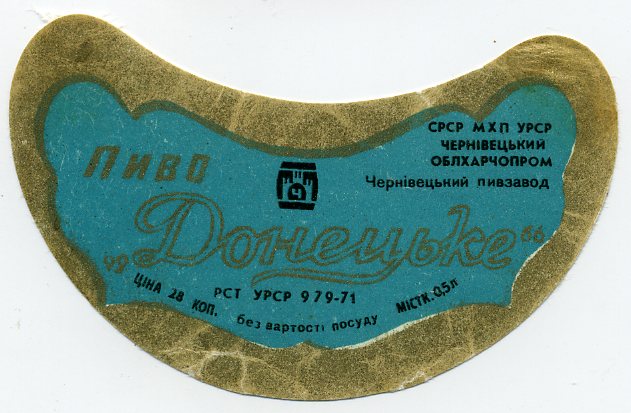 СРСР МХП УРСР
ЧЕРНІВЕЦЬКИЙ
ОБЛХАРЧОПРОМ
Чернівецький пивзавод
Пиво
Ч
Донецьке
РСТ УРСР 979-71
ЦІНА 28 КОП. без вартості посуду МІСТК. 0,5л